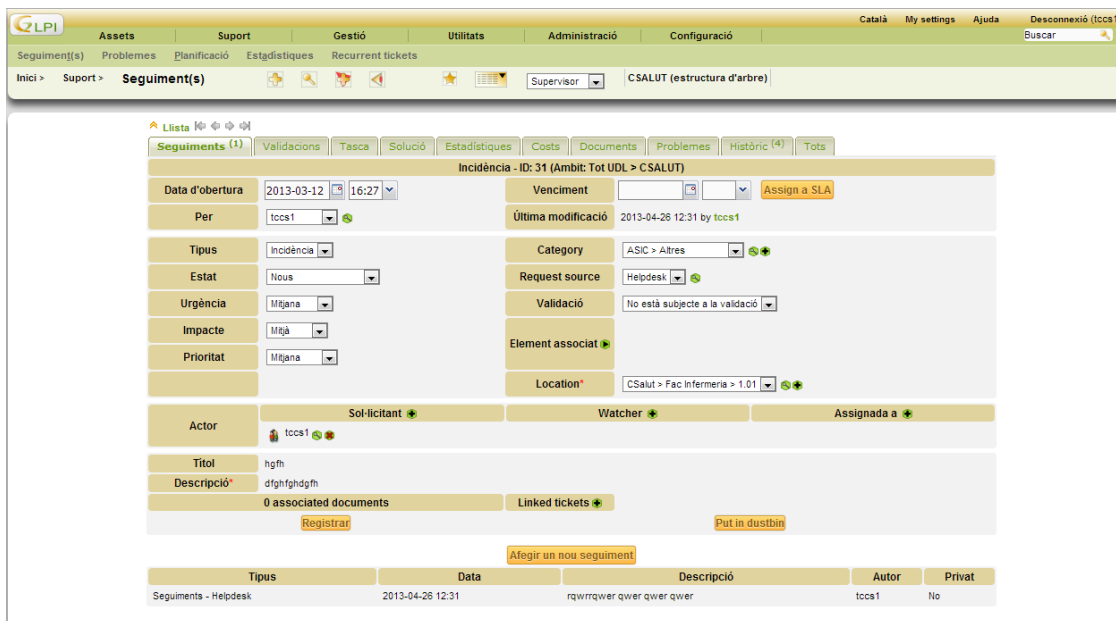 GLPI
Català My settings Ajuda Desconnexió (tccs1
Assets Suport Gestió Utilitats Administració Configuració Buscar
Seguiment(s) Problemes Planificació Estadístiques Recurrent tickets
Inici > Suport > Seguiment(s) Supervisor CSALUT (estructura d'arbre)
Llista
Seguiments (1) Validacions Tasca Solució Estadístiques Costs Documents Problemes Històric (4) Tots
Incidència - ID: 31 (Ambit: Tot UDL > CSALUT)
Data d'obertura 2013-03-12 16:27 Venciment Assign a SLA
Per tccs1 Última modificació 2013-04-26 12:31 by tccs1
Tipus Incidència Category ASIC > Altres
Estat Nous Request source Helpdesk
Urgència Mitjana Validació No està subjecte a la validació
Impacte Mitjà Element associat
Prioritat Mitjana
Location* CSalut > Fac Infermeria > 1.01
Actor Sol·licitant Watcher Assignada a
tccs1
Títol hgfh
Descripció* dfghfghdgfh
0 associated documents Linked tickets
Registrar Put in dustbin
Afegir un nou seguiment
Tipus Data Descripció Autor Privat
Seguiments - Helpdesk 2013-04-26 12:31 rqwrrqwer qwer qwer qwer tccs1 No